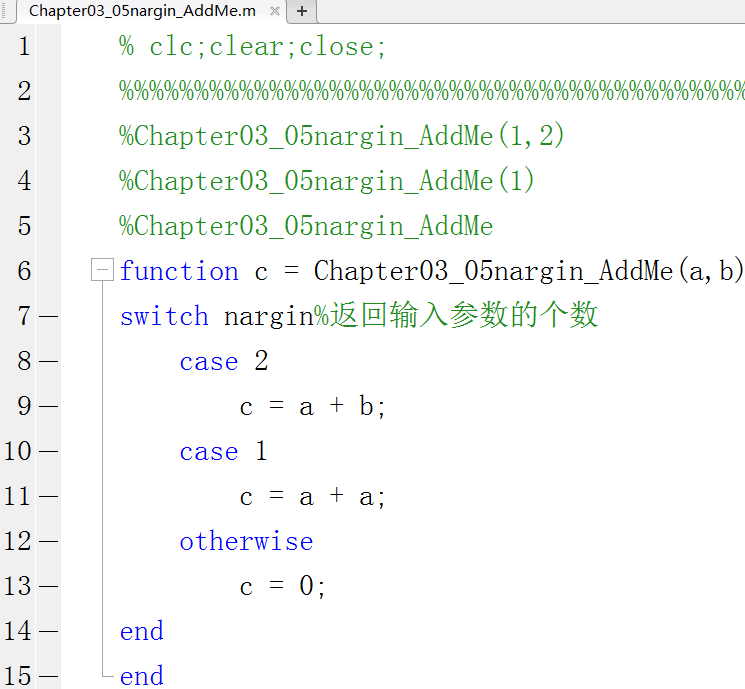 Chapter03_05nargin_AddMe.m × +
1 % clc;clear;close;
2 %%%%%%%%%%%%%%%%%%%%%%%%%%%%%%%%%%%%%%%%%%
3 %Chapter03_05nargin_AddMe(1,2)
4 %Chapter03_05nargin_AddMe(1)
5 %Chapter03_05nargin_AddMe
6 function c = Chapter03_05nargin_AddMe(a,b)
7 — switch nargin%返回输入参数的个数
8 — case 2
9 — c = a + b;
10 — case 1
11 — c = a + a;
12 — otherwise
13 — c = 0;
14 — end
15 — end